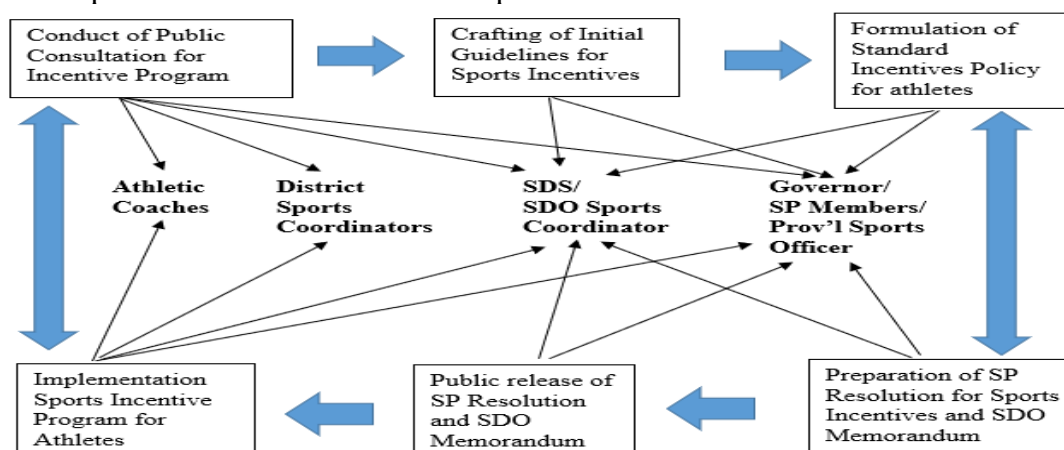 Conduct of Public
Consultation for
Incentive Program
Crafting of Initial
Guidelines for
Sports Incentives
Formulation of
Standard
Incentives Policy
for athletes
Athletic
Coaches
District
Sports
Coordinators
SDS/
SDO Sports
Coordinator
Governor/
SP Members/
Prov'l Sports
Officer
Implementation
Sports Incentive
Program for
Athletes
Public release of
SP Resolution
and SDO
Memorandum
Preparation of SP
Resolution for Sports
Incentives and SDO
Memorandum